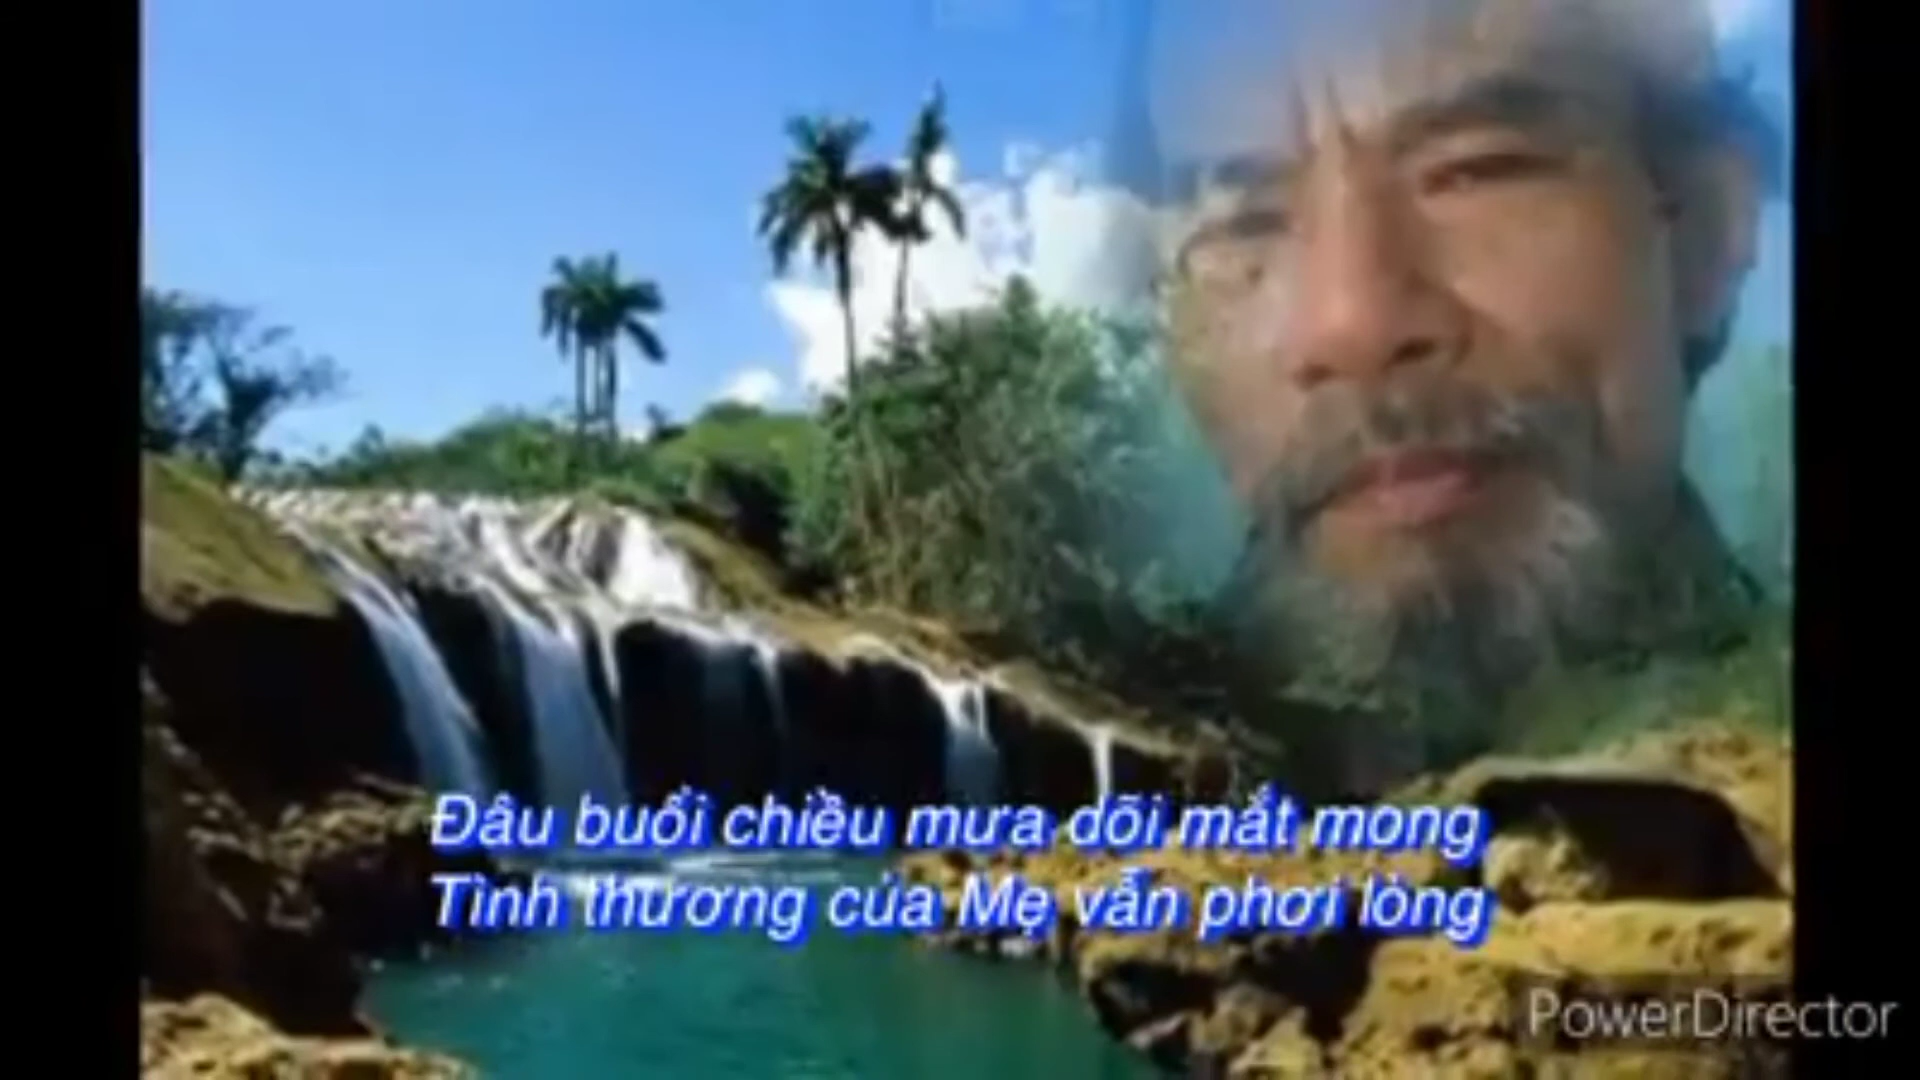 Đâu buổi chiều mưa dõi mắt mong
Tình thương của Mẹ vẫn phơi lòng
PowerDirector